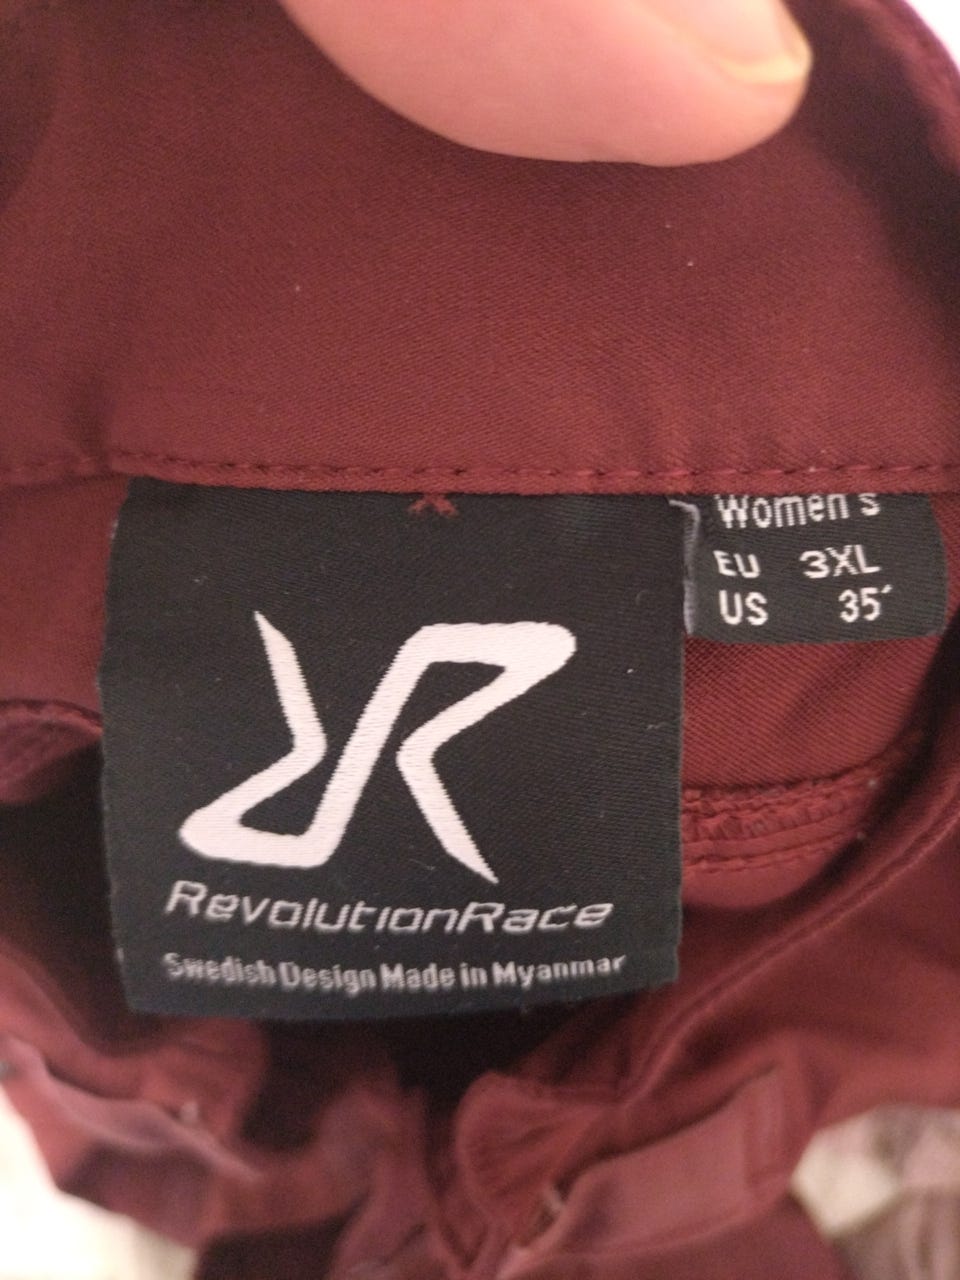 RevolutionRace
Swedish Design Made in Myanmar
Women's
EU 3XL
US 35"